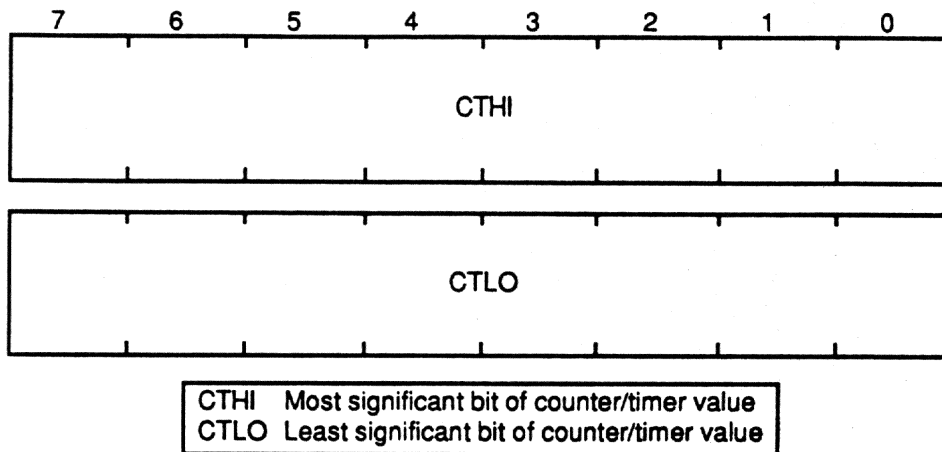 7 6 5 4 3 2 1 0
CTHI
CTLO
CTHI Most significant bit of counter/timer value
CTLO Least significant bit of counter/timer value